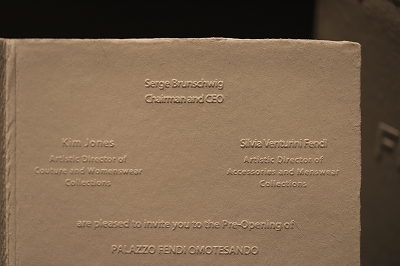 Serge Brunschwig
Chairman and CEO
Kim Jones
Artistic Director of
Couture and Womenswear
Collections
Silvia Venturini Fendi
Artistic Director of
Accessories and Menswear
Collections
are pleased to invite you to the Pre-Opening of
PALAZZO FENDI OMOTESANDO
F